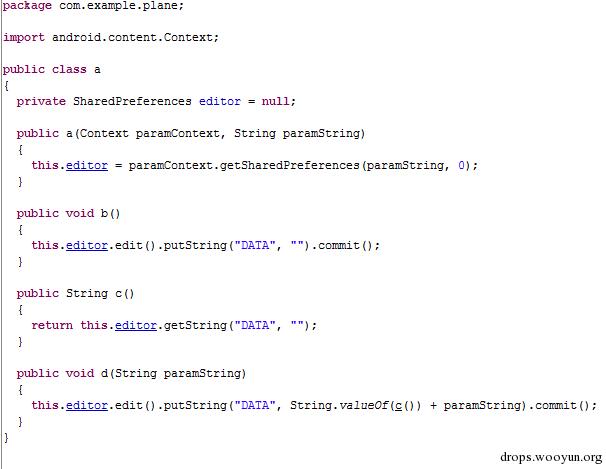 package com.example.plane;
import android.content.Context;
public class a
{
  private SharedPreferences editor = null;
  public a(Context paramContext, String paramString)
  {
    this.editor = paramContext.getSharedPreferences(paramString, 0);
  }
  public void b()
  {
    this.editor.edit().putString("DATA", "").commit();
  }
  public String c()
  {
    return this.editor.getString("DATA", "");
  }
  public void d(String paramString)
  {
    this.editor.edit().putString("DATA", String.valueOf(c()) + paramString).commit();
  }
}
drops.wooyun.org